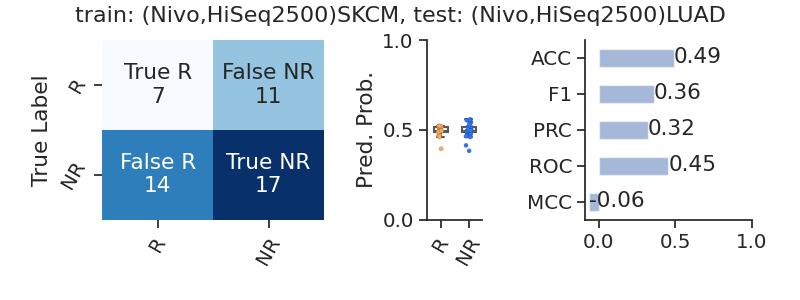 train: (Nivo,HiSeq2500)SKCM, test: (Nivo,HiSeq2500)LUAD
True Label
R
NR
True R
7
False NR
11
False R
14
True NR
17
R
NR
Pred. Prob.
1.0
0.5
0.0
R
NR
ACC
0.49
F1
0.36
PRC
0.32
ROC
0.45
MCC
-0.06
0.0
0.5
1.0